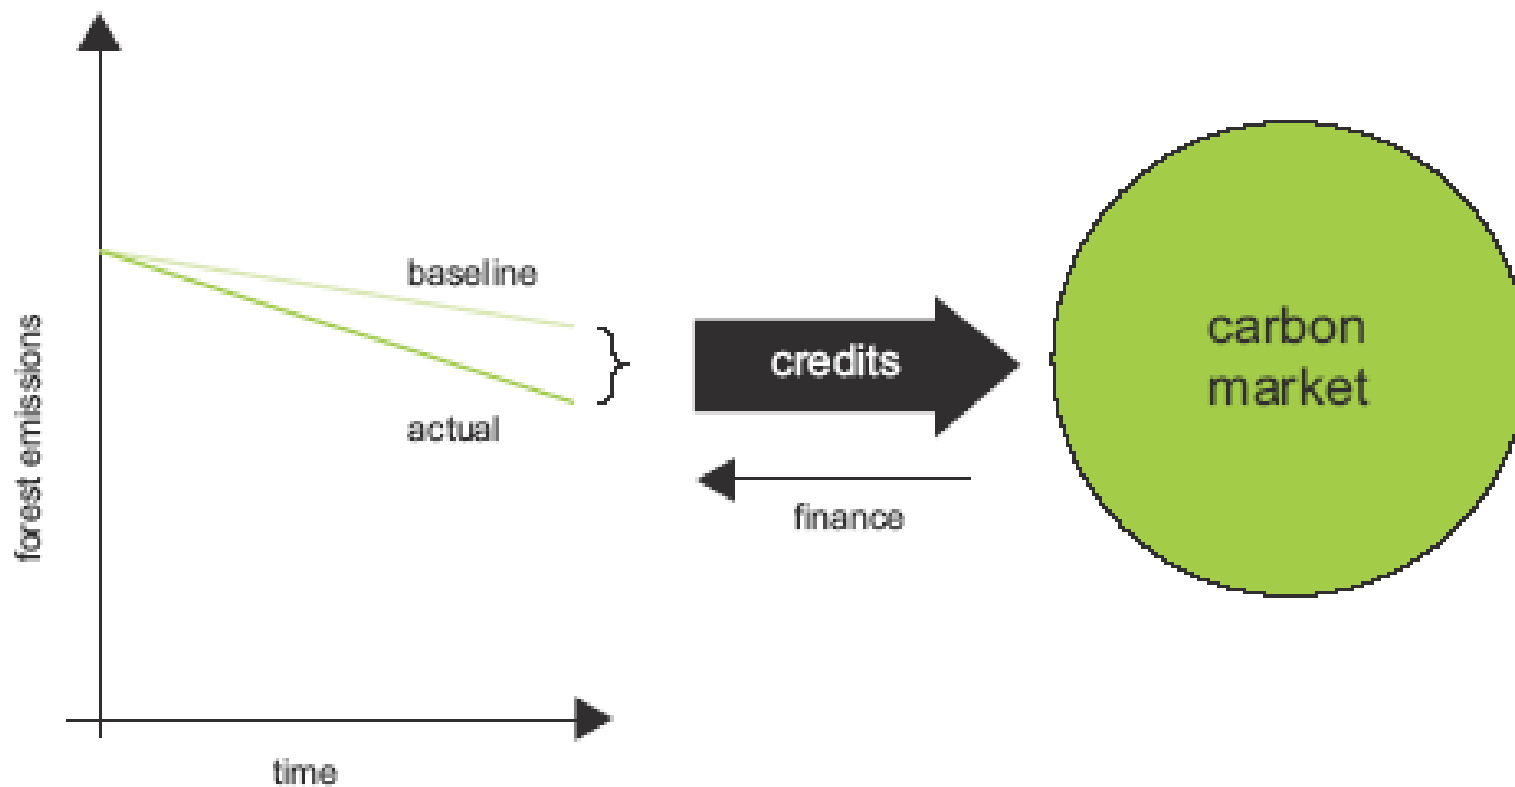 forest emissions
baseline
actual
time
credits
finance
carbon
market